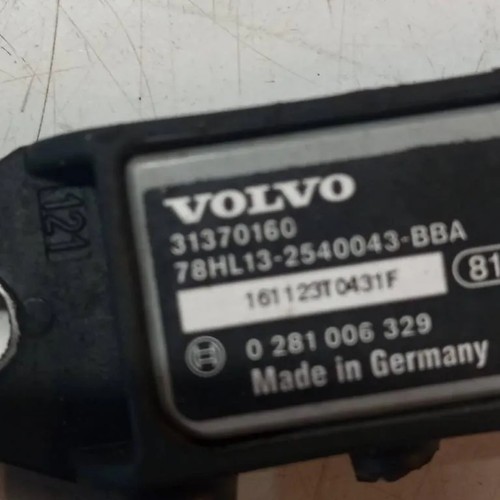 VOLVO
31370160
78HL13-2540043-BBA
161123T0431F
81
0 281 006 329
Made in Germany
121